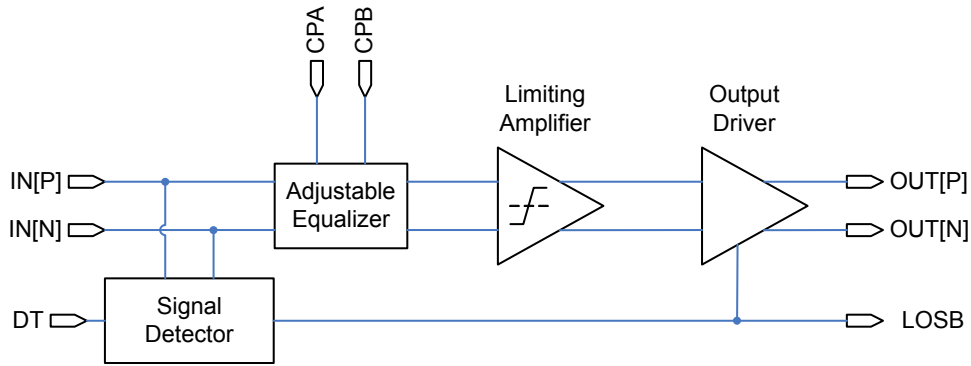 CPA
CPB
Limiting
Amplifier
Output
Driver
IN[P]
Adjustable
Equalizer
OUT[P]
IN[N]
OUT[N]
DT
Signal
Detector
LOSB